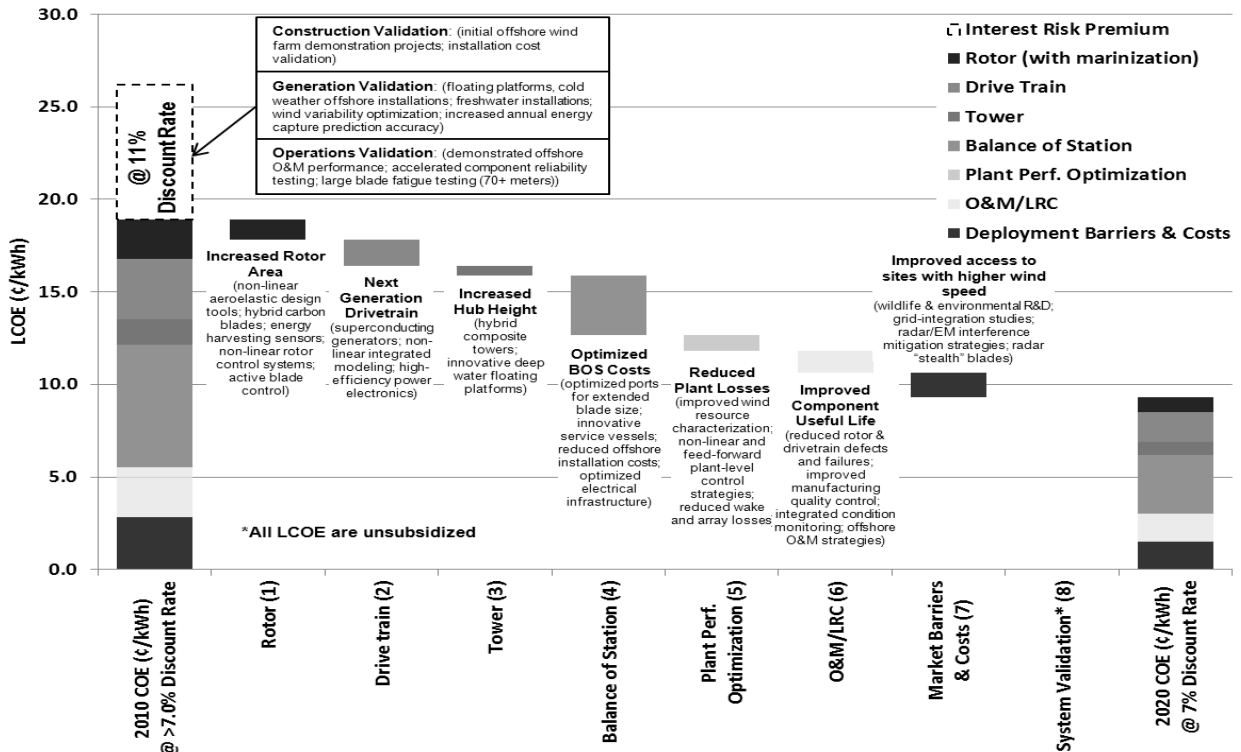 30.0
25.0
20.0
15.0
10.0
5.0
0.0
LCOE (¢/kWh)
Construction Validation: (initial offshore wind
farm demonstration projects; installation cost
validation)
Generation Validation: (floating platforms, cold
weather offshore installations; freshwater installations;
wind variability optimization; increased annual energy
capture prediction accuracy)
Operations Validation: (demonstrated offshore
O&M performance; accelerated component reliability
testing; large blade fatigue testing (70+ meters))
Interest Risk Premium
Rotor (with marinization)
Drive Train
Tower
Balance of Station
Plant Perf. Optimization
O&M/LRC
Deployment Barriers & Costs
@ 11%
Discount Rate
Increased Rotor
Area
(non-linear
aeroelastic design
tools; hybrid carbon
blades; energy
harvesting sensors;
non-linear rotor
control systems;
active blade
control)
Next
Generation
Drivetrain
(superconducting
generators; non-
linear integrated
modeling; high-
efficiency power
electronics)
Increased
Hub Height
(hybrid
composite
towers;
innovative deep
water floating
platforms)
Optimized
BOS Costs
(optimized ports
for extended
blade size;
innovative
service vessels;
reduced offshore
installation costs;
optimized
electrical
infrastructure)
Reduced
Plant Losses
(improved wind
resource
characterization;
non-linear and
feed-forward
plant-level
control
strategies;
reduced wake
and array losses
Improved
Component
Useful Life
(reduced rotor &
drivetrain defects
and failures;
improved
manufacturing
quality control;
integrated condition
monitoring; offshore
O&M strategies)
Improved access to
sites with higher wind
speed
(wildlife & environmental R&D;
grid-integration studies;
radar/EM interference
mitigation strategies; radar
"stealth" blades)
*All LCOE are unsubsidized
2010 COE (¢/kWh)
@ >7.0% Discount Rate
Rotor (1)
Drive train (2)
Tower (3)
Balance of Station (4)
Plant Perf.
Optimization (5)
O&M/LRC (6)
Market Barriers
& Costs (7)
System Validation* (8)
2020 COE (¢/kWh)
@ 7% Discount Rate